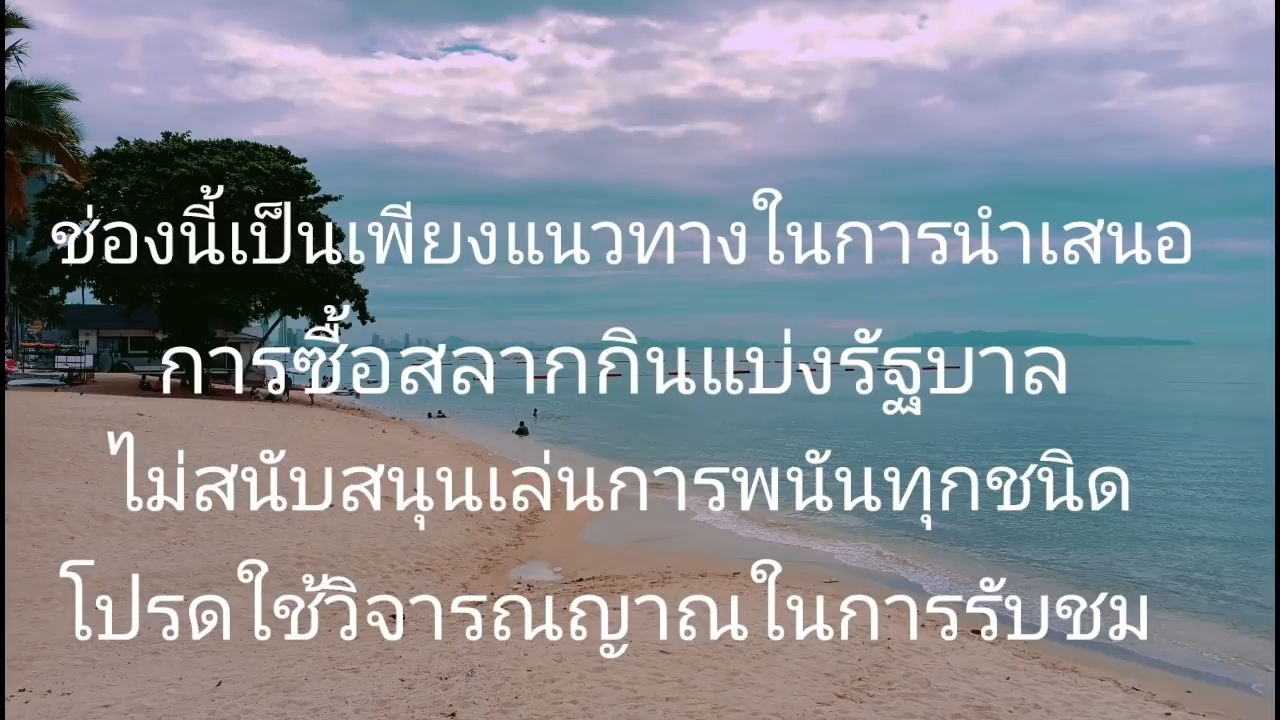 ช่องนี้เป็นเพียงแนวทางในการนำเสนอ
การซื้อสลากกินแบ่งรัฐบาล
ไม่สนับสนุนเล่นการพนันทุกชนิด
โปรดใช้วิจารณญาณในการรับชม